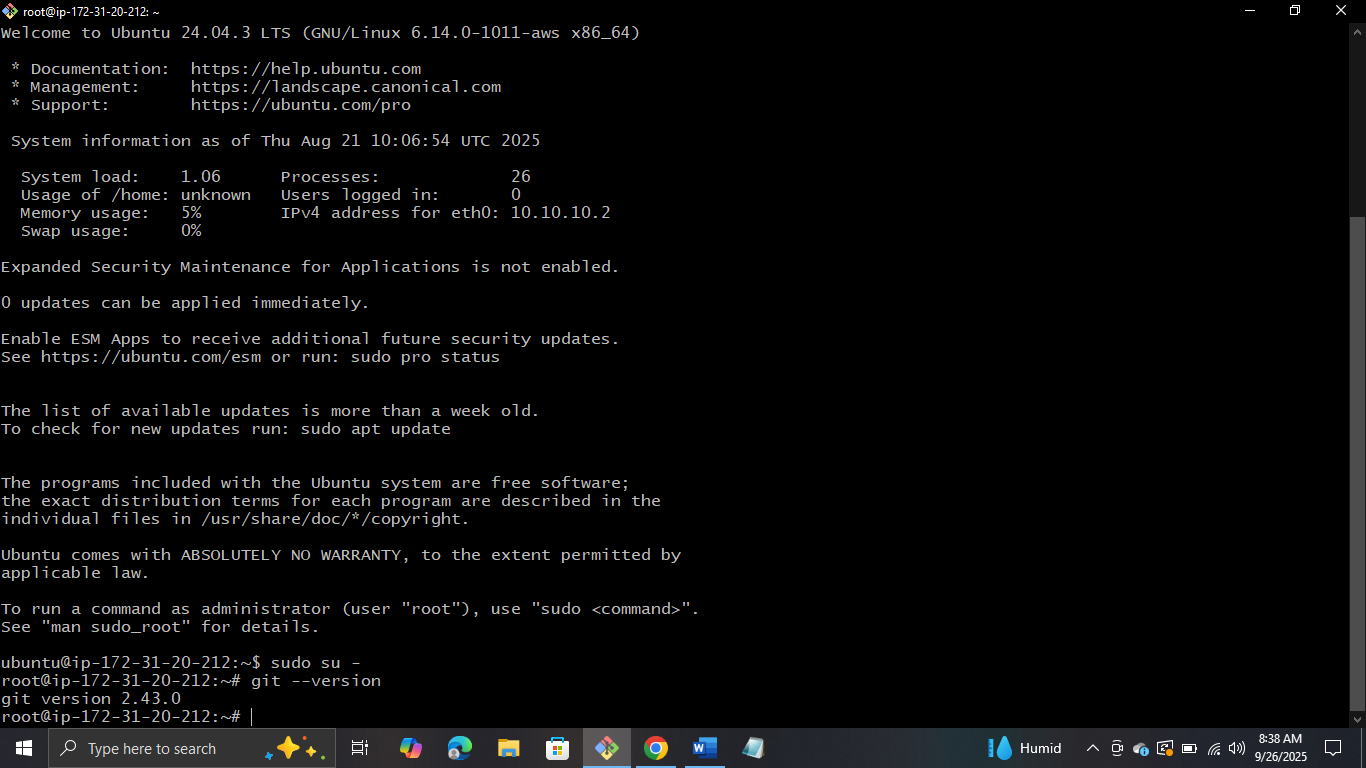 root@ip-172-31-20-212: ~
Welcome to Ubuntu 24.04.3 LTS (GNU/Linux 6.14.0-1011-aws x86_64)
* Documentation:  https://help.ubuntu.com
* Management:     https://landscape.canonical.com
* Support:        https://ubuntu.com/pro
System information as of Thu Aug 21 10:06:54 UTC 2025
System load:    1.06      Processes:             26
Usage of /home: unknown   Users logged in:       0
Memory usage:   5%        IPv4 address for eth0: 10.10.10.2
Swap usage:     0%
Expanded Security Maintenance for Applications is not enabled.
0 updates can be applied immediately.
Enable ESM Apps to receive additional future security updates.
See https://ubuntu.com/esm or run: sudo pro status
The list of available updates is more than a week old.
To check for new updates run: sudo apt update
The programs included with the Ubuntu system are free software;
the exact distribution terms for each program are described in the
individual files in /usr/share/doc/*/copyright.
Ubuntu comes with ABSOLUTELY NO WARRANTY, to the extent permitted by
applicable law.
To run a command as administrator (user "root"), use "sudo <command>".
See "man sudo_root" for details.
ubuntu@ip-172-31-20-212:~$ sudo su -
root@ip-172-31-20-212:~# git --version
git version 2.43.0
root@ip-172-31-20-212:~#
Type here to search
Humid
8:38 AM
9/26/2025